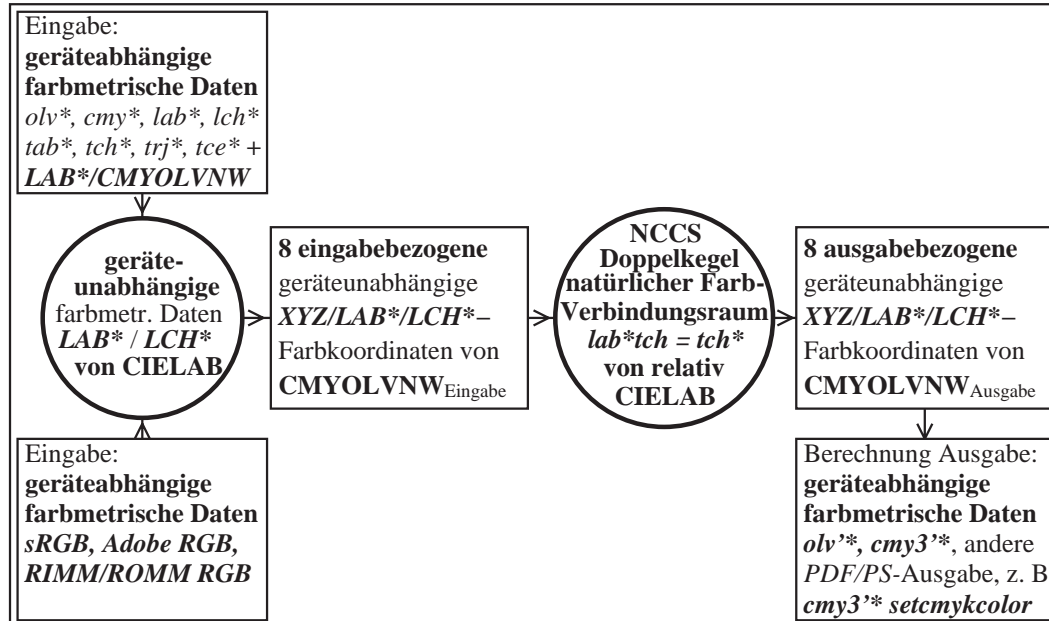 Eingabe:
geräteabhängige
farbmetrische Daten
olv*, cmy*, lab*, lch*
tab*, tch*, trj*, tce* +
LAB*/CMYOLVNW
geräte-
unabhängige
farbmetr. Daten
LAB* / LCH*
von CIELAB
8 eingabebezogene
geräteunabhängige
XYZ/LAB*/LCH*–
Farbkoordinaten von
CMYOLVNWEingabe
NCCS
Doppelkegel
natürlicher Farb-
Verbindungsraum
lab*tch = tch*
von relativ
CIELAB
8 ausgabebezogene
geräteunabhängige
XYZ/LAB*/LCH*–
Farbkoordinaten von
CMYOLVNWAusgabe
Eingabe:
geräteabhängige
farbmetrische Daten
sRGB, Adobe RGB,
RIMM/ROMM RGB
Berechnung Ausgabe:
geräteabhängige
farbmetrische Daten
olv’*, cmy3’*, andere
PDF/PS-Ausgabe, z. B
cmy3’* setcmykcolor